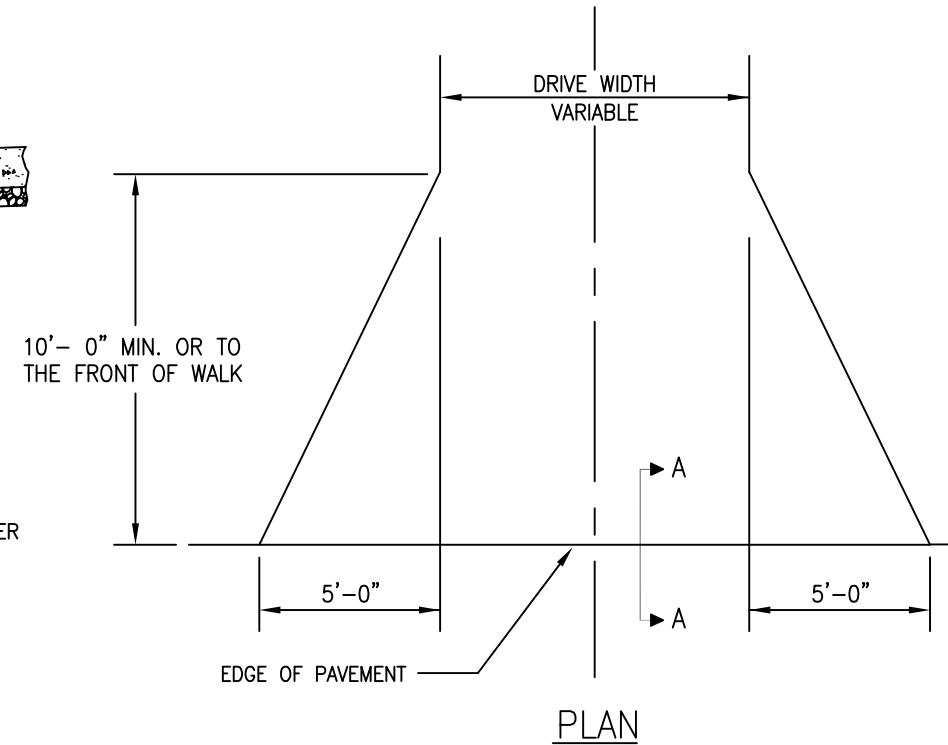 DRIVE WIDTH
VARIABLE
10'- 0" MIN. OR TO
THE FRONT OF WALK
A
ER
5'-0"
5'-0"
A
EDGE OF PAVEMENT
PLAN